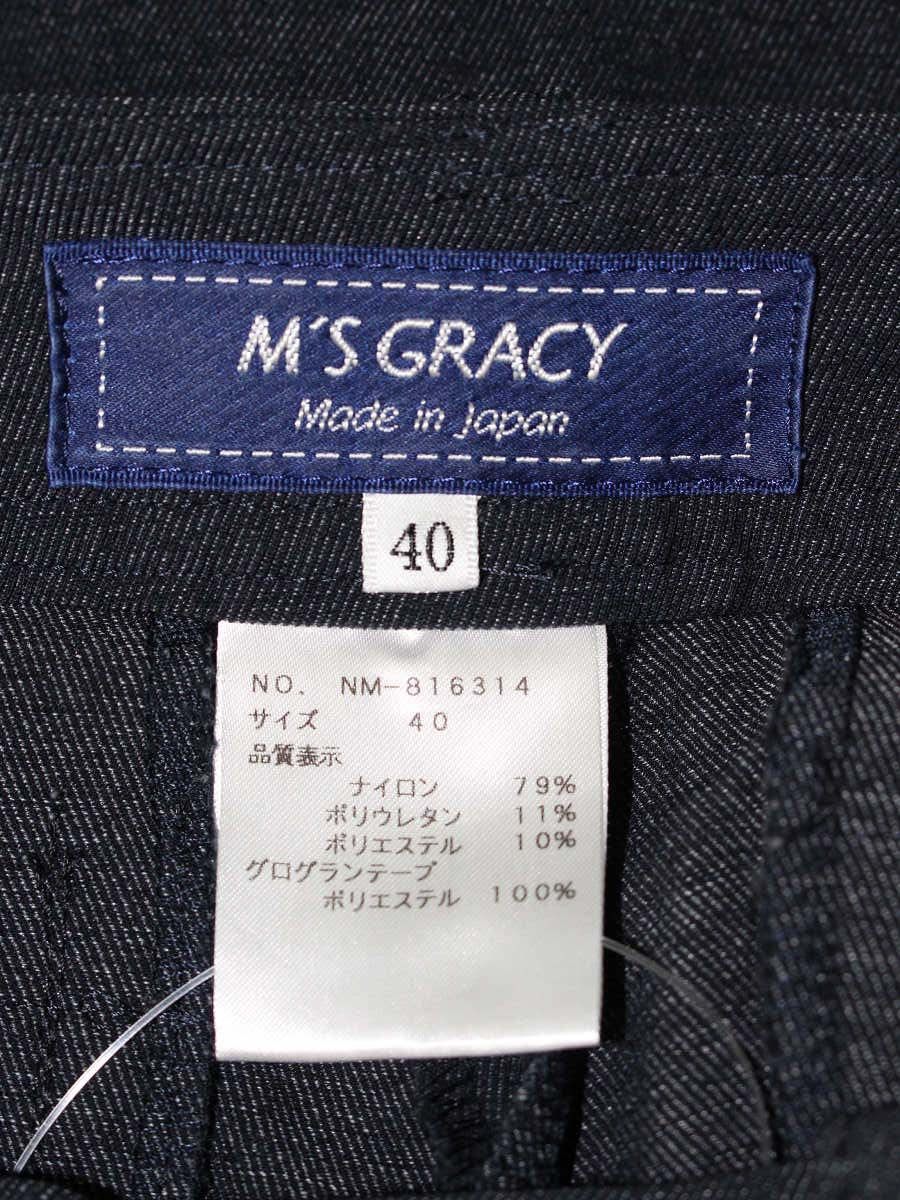 M'S GRACY
Made in Japan
40
NO. NM-816314
サイズ 40
品質表示
ナイロン 79%
ポリウレタン 11%
ポリエステル 10%
グログランテープ
ポリエステル 100%